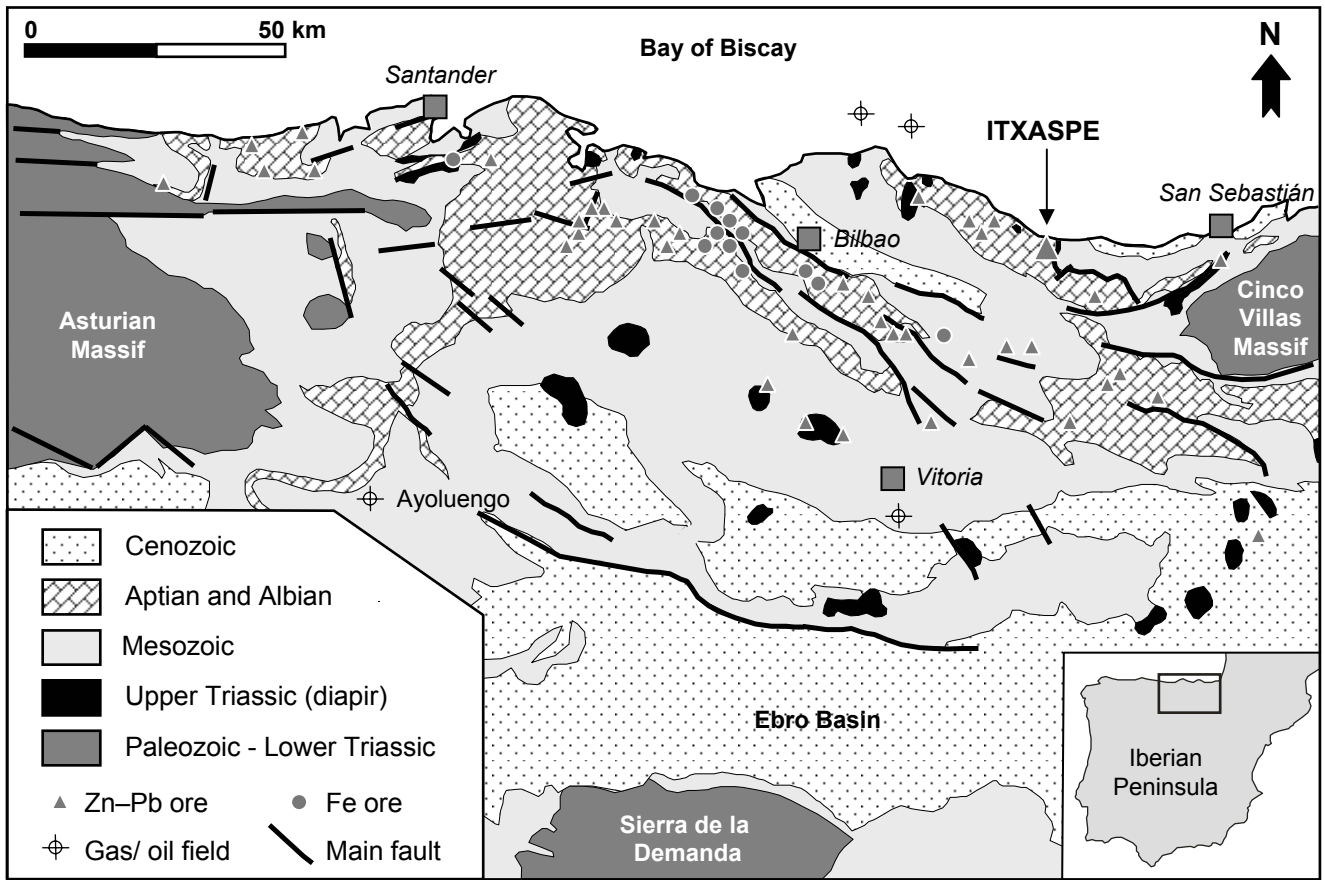 0 50 km
Bay of Biscay
N
Santander
ITXASPE
San Sebastián
Bilbao
Asturian
Massif
Cinco
Villas
Massif
Vitoria
Ayoluengo
Cenozoic
Aptian and Albian
Mesozoic
Upper Triassic (diapir)
Paleozoic - Lower Triassic
Zn–Pb ore
Fe ore
Gas/ oil field
Main fault
Ebro Basin
Sierra de la
Demanda
Iberian
Peninsula